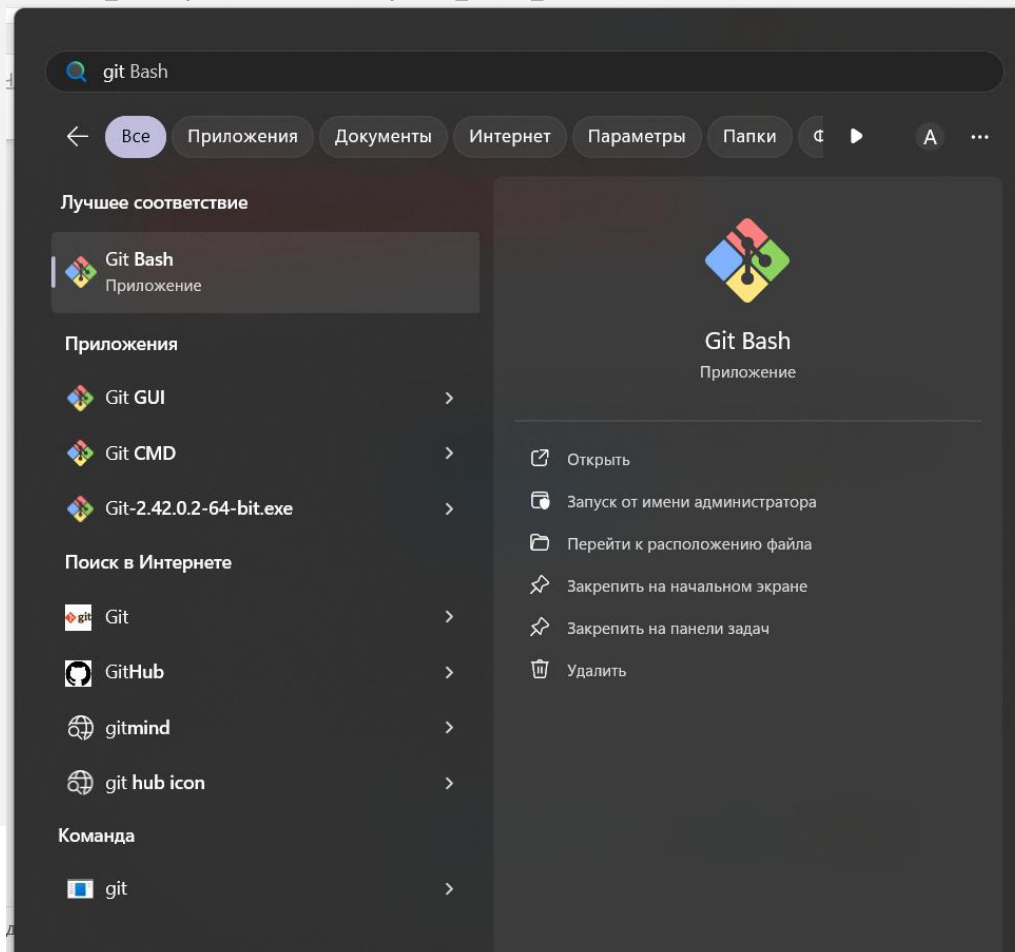 git Bash
Все Приложения Документы Интернет Параметры Папки A
Лучшее соответствие
Git Bash
Приложение
Приложения
Git GUI
Git CMD
Git-2.42.0.2-64-bit.exe
Поиск в Интернете
git Git
GitHub
gitmind
git hub icon
Команда
git
Git Bash
Приложение
Открыть
Запуск от имени администратора
Перейти к расположению файла
Закрепить на начальном экране
Закрепить на панели задач
Удалить